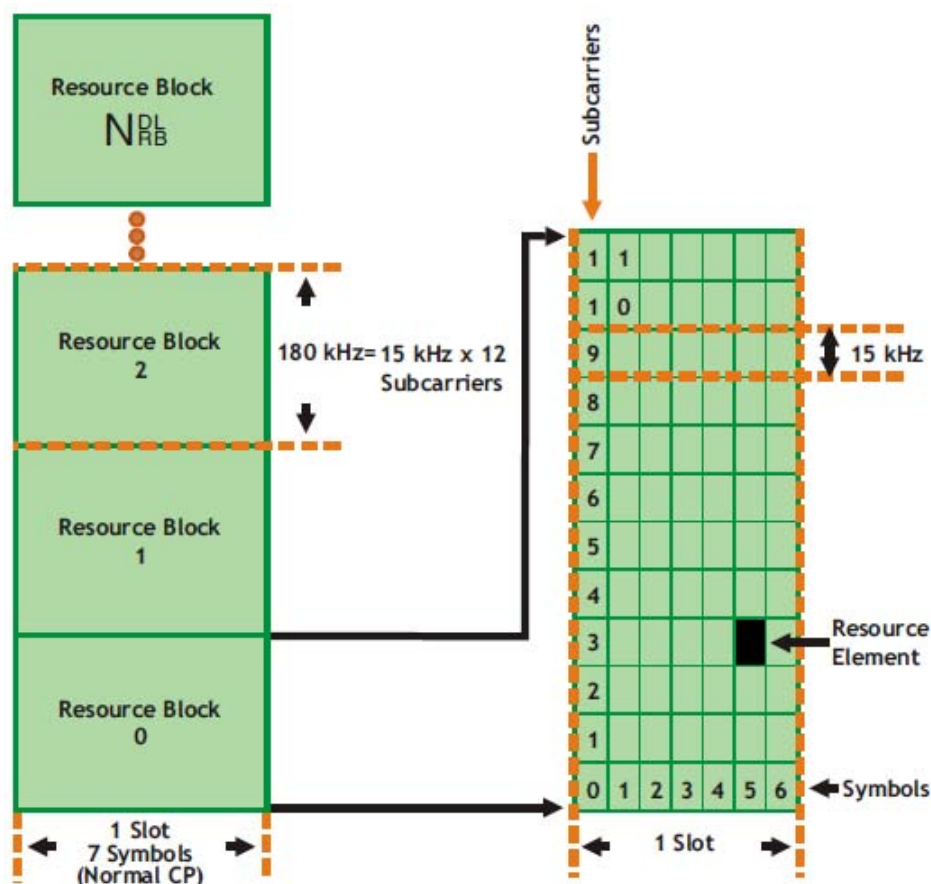 Resource Block
N DL RB
Resource Block
2
180 kHz= 15 kHz x 12
Subcarriers
Resource Block
1
Resource Block
0
1 Slot
7 Symbols
(Normal CP)
Subcarriers
1 1
1 0
9
15 kHz
8
7
6
5
4
3
Resource
Element
2
1
0 1 2 3 4 5 6
Symbols
1 Slot